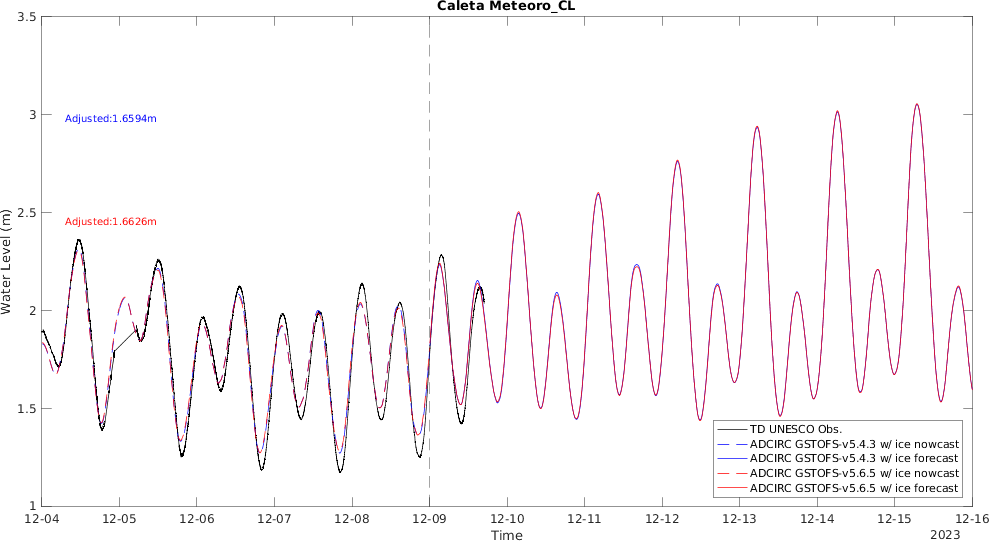 Caleta Meteoro_CL
3.5
3
2.5
2
1.5
1
Water Level (m)
Adjusted:1.6594m
Adjusted:1.6626m
TD UNESCO Obs.
ADCIRC GSTOFS-v5.4.3 w/ ice nowcast
ADCIRC GSTOFS-v5.4.3 w/ ice forecast
ADCIRC GSTOFS-v5.6.5 w/ ice nowcast
ADCIRC GSTOFS-v5.6.5 w/ ice forecast
12-04 12-05 12-06 12-07 12-08 12-09 12-10 12-11 12-12 12-13 12-14 12-15 12-16
Time
2023